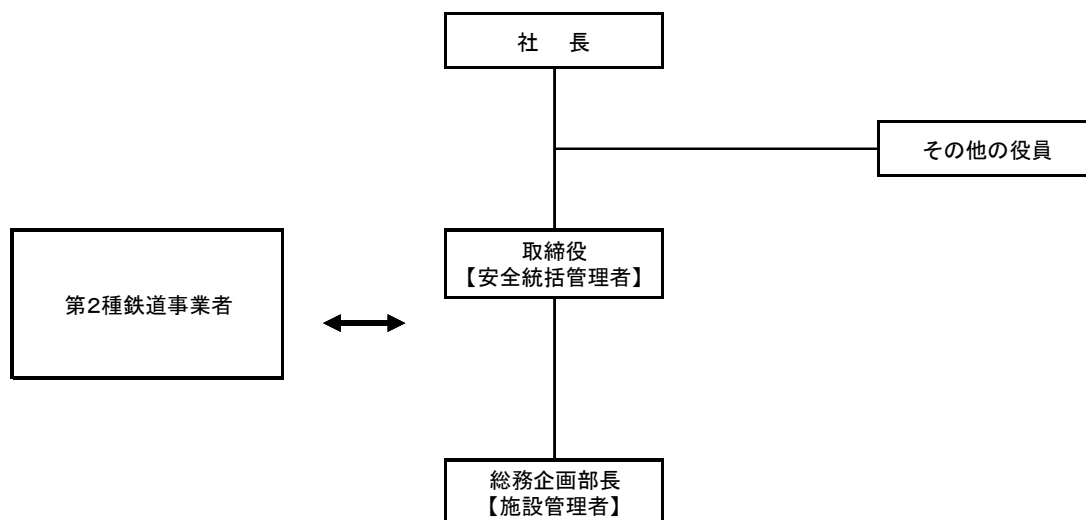 社 長
その他の役員
取締役
【安全統括管理者】
第2種鉄道事業者
総務企画部長
【施設管理者】